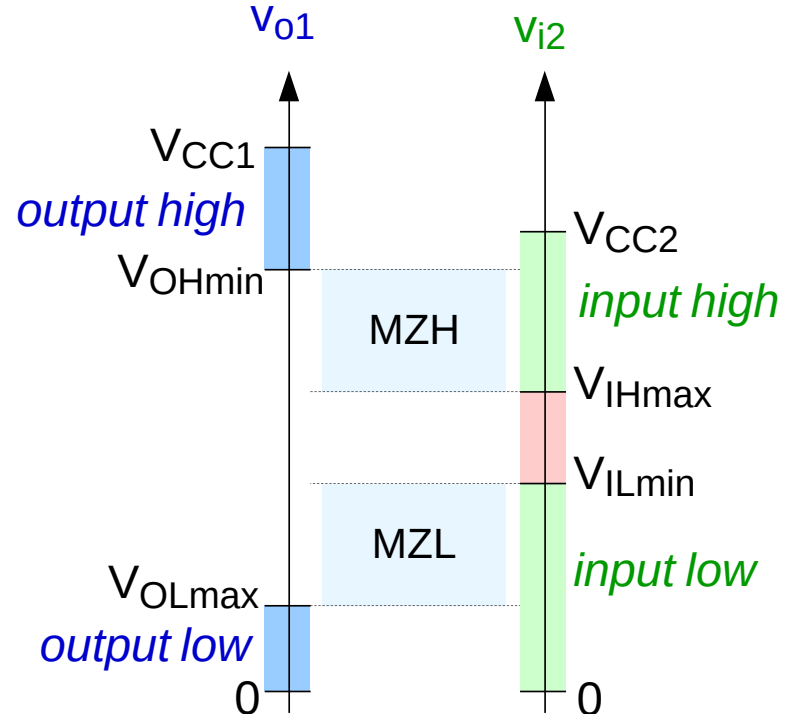 vo1
vi2
VCC1
output high
VCC2
VOHmin
input high
MZH
VIHmax
VILmin
MZL
input low
VOLmax
output low
0
0